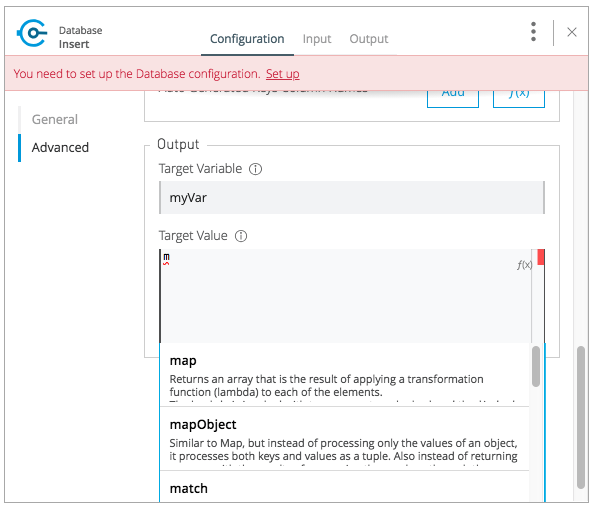 Database
Insert
Configuration
Input
Output
You need to set up the Database configuration. Set up
Add
ƒ(x)
General
Advanced
Output
Target Variable
myVar
Target Value
m
ƒ(x)
map
Returns an array that is the result of applying a transformation
function (lambda) to each of the elements.
mapObject
Similar to Map, but instead of processing only the values of an object,
it processes both keys and values as a tuple. Also instead of returning
match